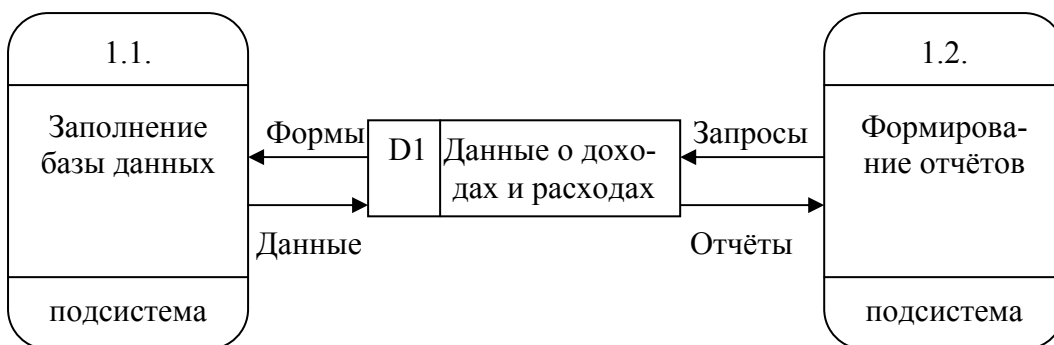 1.1.
Заполнение
базы данных
подсистема
Формы
Данные
D1
Данные о дохо-
дах и расходах
Запросы
Отчёты
1.2.
Формирова-
ние отчётов
подсистема